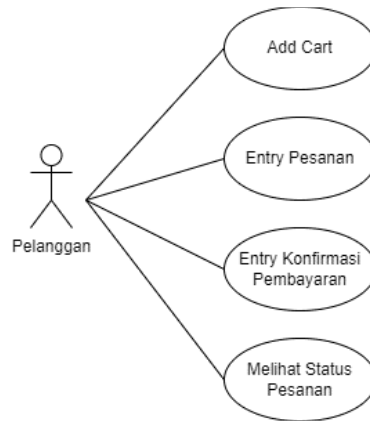 Add Cart
Entry Pesanan
Pelanggan
Entry Konfirmasi
Pembayaran
Melihat Status
Pesanan